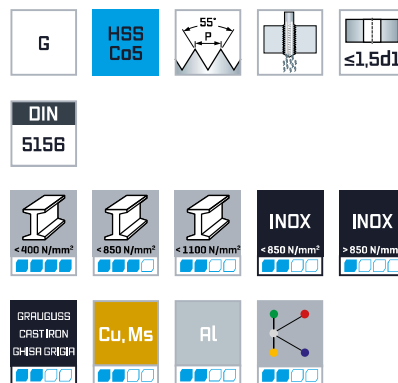 G
HSS
Co5
55°
P
≤1,5d1
DIN
5156
<400 N/mm²
<850 N/mm²
<1100 N/mm²
INOX
<850 N/mm²
INOX
>850 N/mm²
GRAUGUSS
CAST IRON
GHISA GRIGIA
Cu, Ms
Al